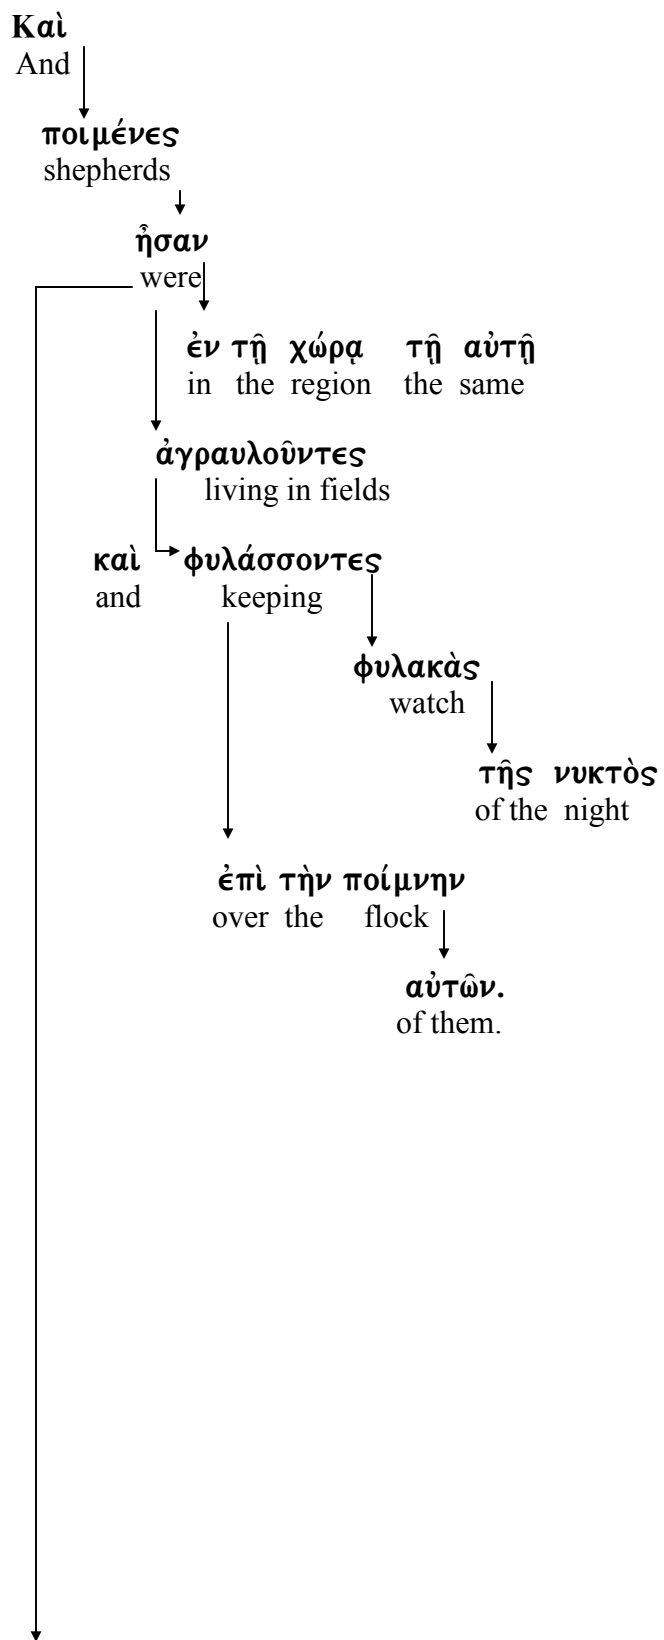 Καὶ
And
ποιμένες
shepherds
ἦσαν
were
ἐν τῇ χώρᾳ τῇ αὐτῇ
in the region the same
ἀγραυλοῦντες
living in fields
καὶ φυλάσσοντες
and keeping
φυλακὰς
watch
τῆς νυκτὸς
of the night
ἐπὶ τὴν ποίμνην
over the flock
αὐτῶν.
of them.